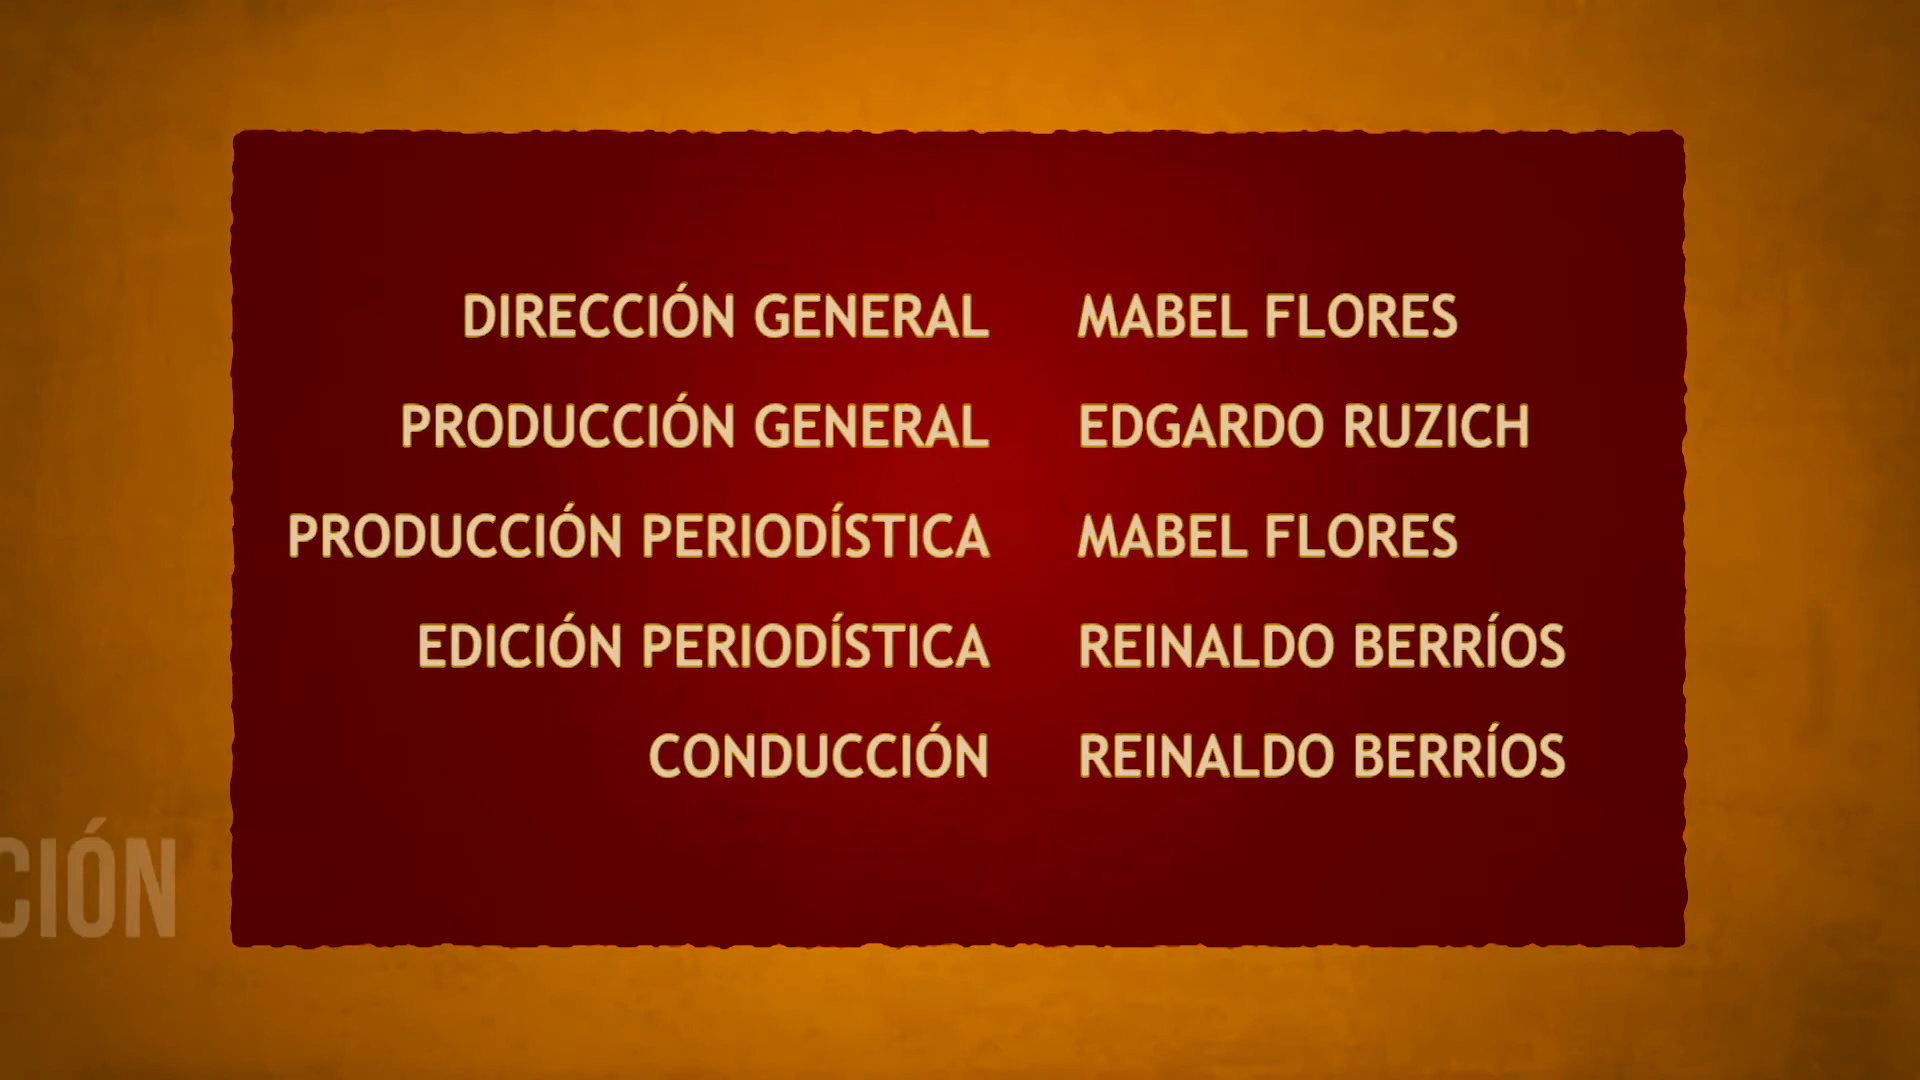 DIRECCIÓN GENERAL MABEL FLORES
PRODUCCIÓN GENERAL EDGARDO RUZICH
PRODUCCIÓN PERIODÍSTICA MABEL FLORES
EDICIÓN PERIODÍSTICA REINALDO BERRÍOS
CONDUCCIÓN REINALDO BERRÍOS
CIÓN